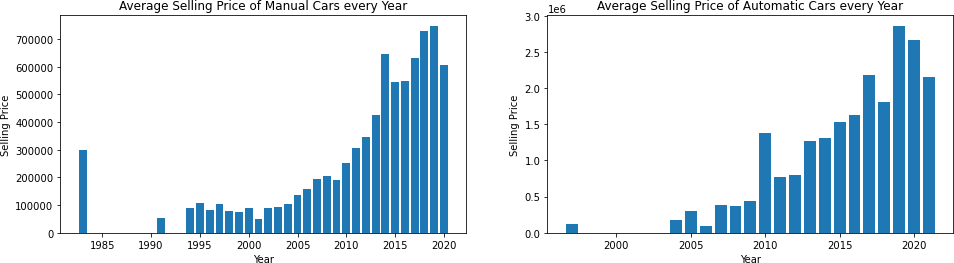 Average Selling Price of Manual Cars every Year
700000
600000
500000
400000
300000
200000
100000
0
Selling Price
1985 1990 1995 2000 2005 2010 2015 2020
Year
Average Selling Price of Automatic Cars every Year
1e6
3.0
2.5
2.0
1.5
1.0
0.5
0.0
Selling Price
2000 2005 2010 2015 2020
Year